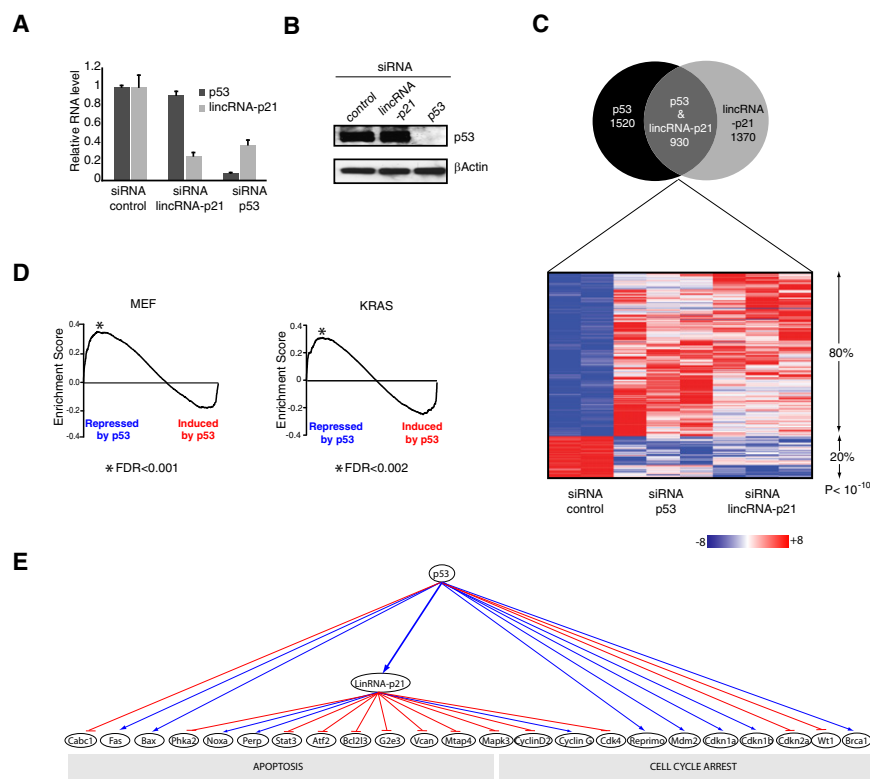 A
Relative RNA level
1.2
1
0.8
0.4
0.2
0
p53
lincRNA-p21
siRNA
control
siRNA
lincRNA-p21
siRNA
p53
B
siRNA
control
lincRNA
-p21
p53
p53
βActin
C
p53
1520
p53
&
lincRNA-p21
930
lincRNA
-p21
1370
80%
20%
P< 10-10
siRNA
control
siRNA
p53
siRNA
lincRNA-p21
-8
+8
D
MEF
Enrichment Score
0.4
0.2
0.0
-0.4
Repressed
by p53
Induced
by p53
*FDR<0.001
KRAS
Enrichment Score
0.4
0.2
0
-0.4
Repressed
by p53
Induced
by p53
*FDR<0.002
E
p53
LinRNA-p21
Cabc1 Fas Bax Phka2 Noxa Perp Stat3 Atf2 Bcl2l3 G2e3 Vcan Mtap4 Mapk3 CyclinD2 Cyclin G Cdk4 Reprimo Mdm2 Cdkn1a Cdkn1b Cdkn2a Wt1 Brca1
APOPTOSIS
CELL CYCLE ARREST